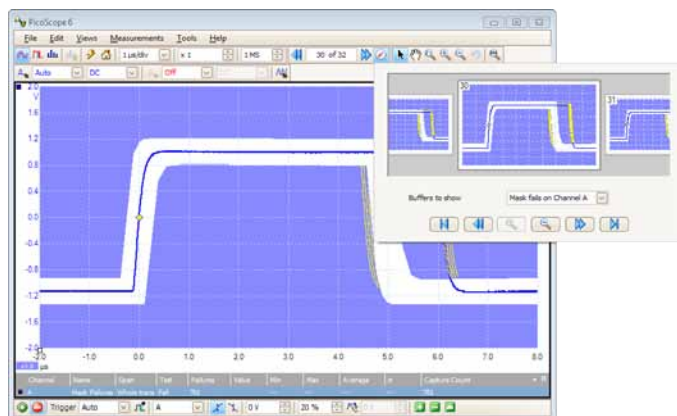 PicoScope 6
File Edit Views Measurements Tools Help
1 µs/div x 1 1 MS 30 of 32
A Auto DC Off
2.0
V
1.6
1.2
0.8
0.4
0.0
-0.4
-0.8
-1.2
-1.6
-2.0
-2.0 -1.0 0.0 1.0 2.0 3.0 4.0 5.0 6.0 7.0 8.0
µs
Channel Name Span Test Failures Value Min Max Average σ Capture Count
A Mask Failures Whole trace Fail
Trigger Auto A 0 V 20 %
30
31
Buffers to show Mask fails on Channel A